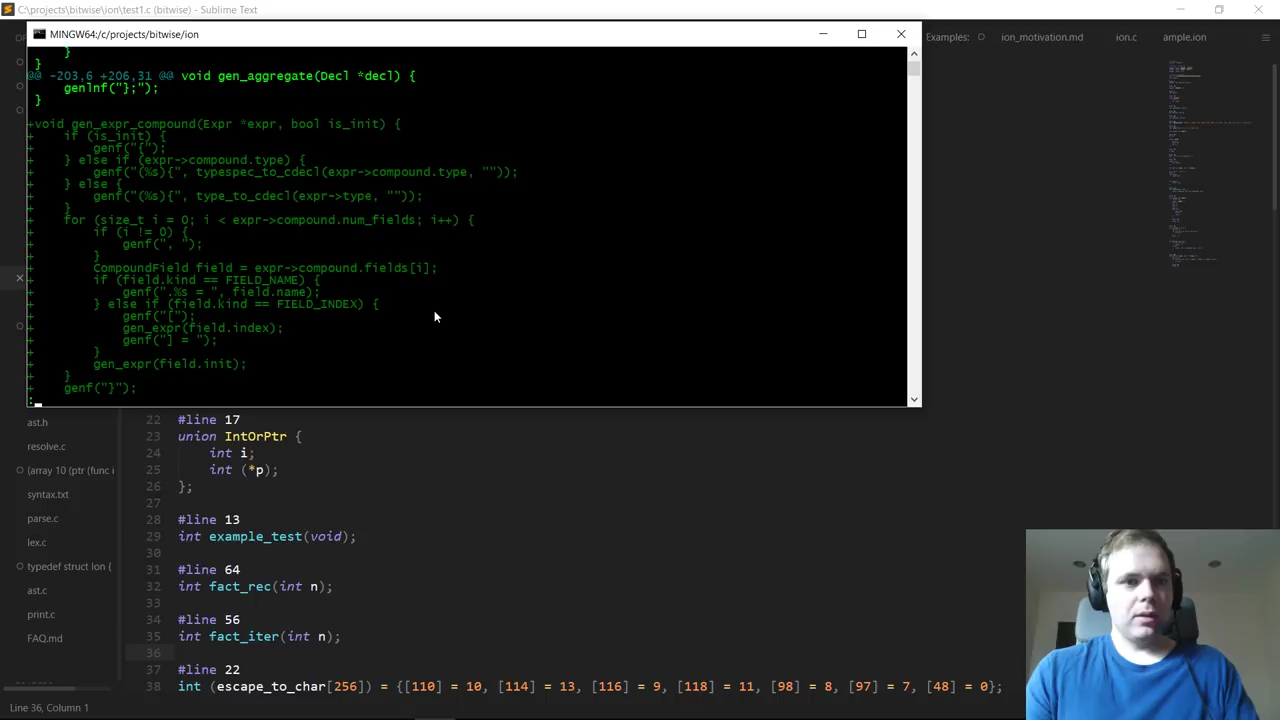 C:\projects\bitwise\ion\test1.c (bitwise) - Sublime Text
MINGW64:/c/projects/bitwise/ion
Examples:
ion_motivation.md
ion.c
ample.ion
    }
}
@@ -203,6 +206,31 @@ void gen_aggregate(Decl *decl) {
     genlnf("};");
 }
+void gen_expr_compound(Expr *expr, bool is_init) {
+    if (is_init) {
+        genf("{");
+    } else if (expr->compound.type) {
+        genf("(%s){", typespec_to_cdecl(expr->compound.type, ""));
+    } else {
+        genf("(%s){", type_to_cdecl(expr->type, ""));
+    }
+    for (size_t i = 0; i < expr->compound.num_fields; i++) {
+        if (i != 0) {
+            genf(", ");
+        }
+        CompoundField field = expr->compound.fields[i];
+        if (field.kind == FIELD_NAME) {
+            genf(".%s = ", field.name);
+        } else if (field.kind == FIELD_INDEX) {
+            genf("[");
+            gen_expr(field.index);
+            genf("] = ");
+        }
+        gen_expr(field.init);
+    }
+    genf("}");
:
ast.h
resolve.c
(array 10 (ptr (func i
syntax.txt
parse.c
lex.c
typedef struct Ion {
ast.c
print.c
FAQ.md
22 #line 17
23 union IntOrPtr {
24     int i;
25     int (*p);
26 };
27
28 #line 13
29 int example_test(void);
30
31 #line 64
32 int fact_rec(int n);
33
34 #line 56
35 int fact_iter(int n);
36
37 #line 22
38 int (escape_to_char[256]) = {[110] = 10, [114] = 13, [116] = 9, [118] = 11, [98] = 8, [97] = 7, [48] = 0};
Line 36, Column 1